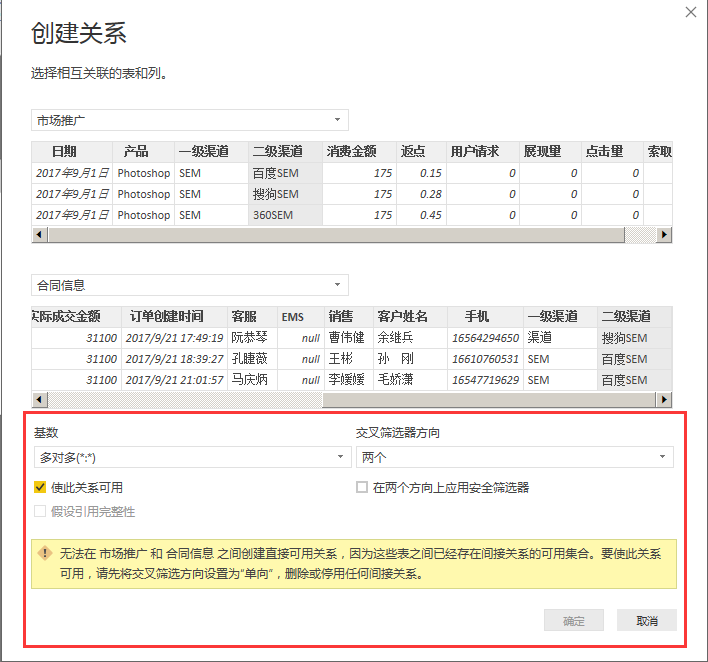 创建关系
选择相互关联的表和列。
市场推广
日期 产品 一级渠道 二级渠道 消费金额 返点 用户请求 展现量 点击量 索取
2017年9月1日 Photoshop SEM 百度SEM 175 0.15 0 0 0
2017年9月1日 Photoshop SEM 搜狗SEM 175 0.28 0 0 0
2017年9月1日 Photoshop SEM 360SEM 175 0.45 0 0 0
合同信息
实际成交金额 订单创建时间 客服 EMS 销售 客户姓名 手机 一级渠道 二级渠道
31100 2017/9/21 17:49:19 阮恭琴 null 曹伟健 余继兵 16564294650 渠道 搜狗SEM
31100 2017/9/21 18:39:27 孔睫薇 null 王彬 孙 刚 16610760531 SEM 百度SEM
31100 2017/9/21 21:01:57 马庆炳 null 李媛媛 毛娇潇 16547719629 SEM 百度SEM
基数 交叉筛选器方向
多对多(*:*) 两个
使此关系可用 在两个方向上应用安全筛选器
假设引用完整性
无法在 市场推广 和 合同信息 之间创建直接可用关系，因为这些表之间已经存在间接关系的可用集合。要使此关系
可用，请先将交叉筛选方向设置为“单向”，删除或停用任何间接关系。
确定 取消